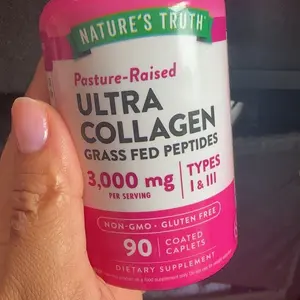 NATURE'S TRUTH
Pasture-Raised
ULTRA
COLLAGEN
GRASS FED PEPTIDES
3,000 mg
PER SERVING
TYPES
I & III
NON-GMO • GLUTEN FREE
90 COATED
CAPLETS
DIETARY SUPPLEMENT